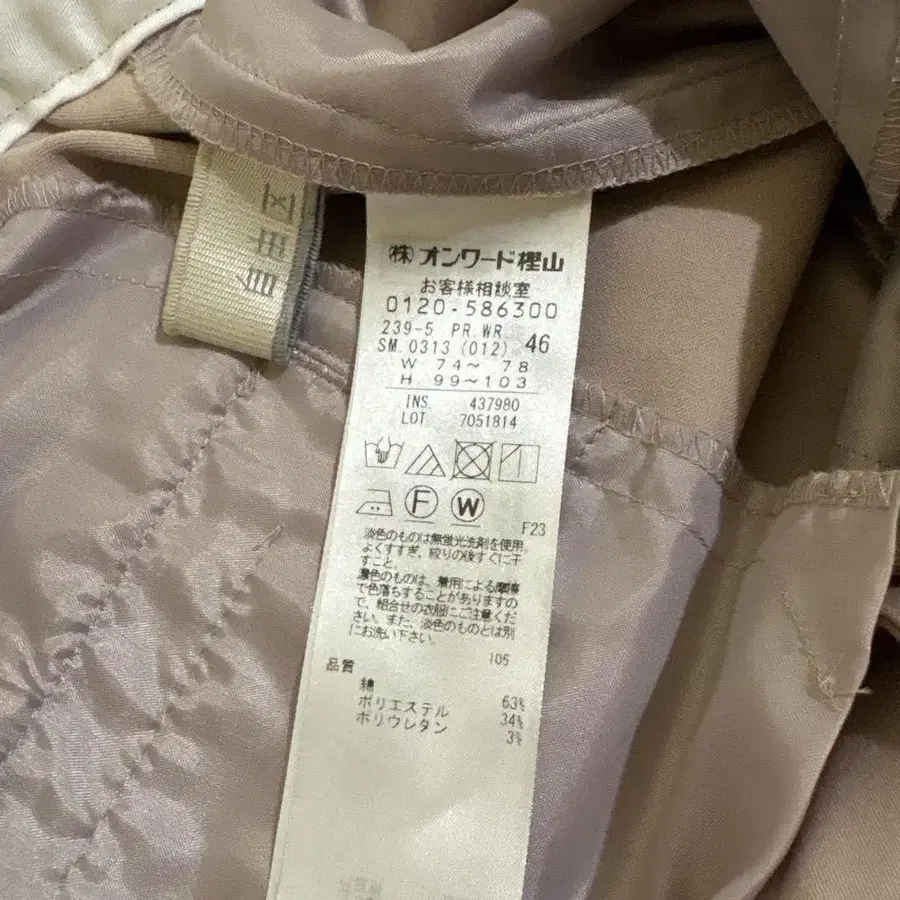 (株)オンワード樫山
お客様相談室
0120-586300
239-5 PR.WR.
SM.0313 (012) 46
W 74～ 78
H 99～103
INS. 437980
LOT 7051814
F W
F23
淡色のものは無蛍光洗剤を使用。
よくすすぎ、絞りの後すぐに干
すこと。
濃色のものは、着用による摩擦
で色落ちすることがありますの
で、組合せの衣服にご注意くだ
さい。また、淡色のものとは別
にお洗い下さい。
105
品質
綿 63%
ポリエステル 34%
ポリウレタン 3%